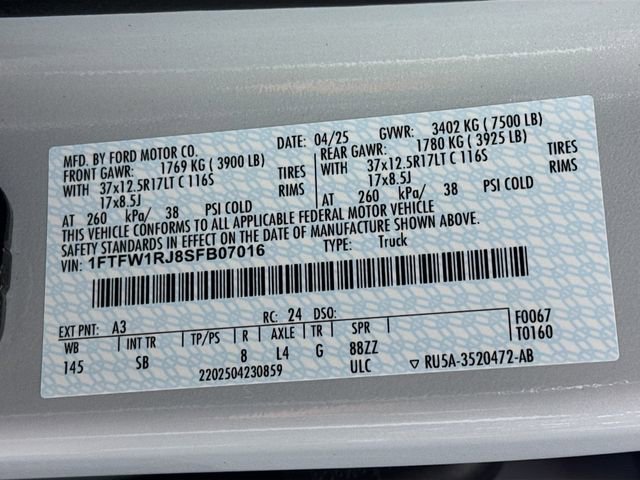 MFD. BY FORD MOTOR CO.
DATE: 04/25 GVWR: 3402 KG ( 7500 LB)
FRONT GAWR: 1769 KG ( 3900 LB) REAR GAWR: 1780 KG ( 3925 LB)
WITH 37x12.5R17LT C 116S WITH 37x12.5R17LT C 116S
17x8.5J RIMS 17x8.5J RIMS
AT 260 kPa/ 38 PSI COLD AT 260 kPa/ 38 PSI COLD
THIS VEHICLE CONFORMS TO ALL APPLICABLE FEDERAL MOTOR VEHICLE
SAFETY STANDARDS IN EFFECT ON THE DATE OF MANUFACTURE SHOWN ABOVE.
VIN: 1FTFW1RJ8SFB07016 TYPE: Truck
EXT PNT: A3 RC: 24 DSO: F0067
WB INT TR TP/PS R AXLE TR SPR T0160
145 SB 8 L4 G 88ZZ
2202504230859 ULC ▽ RU5A-3520472-AB